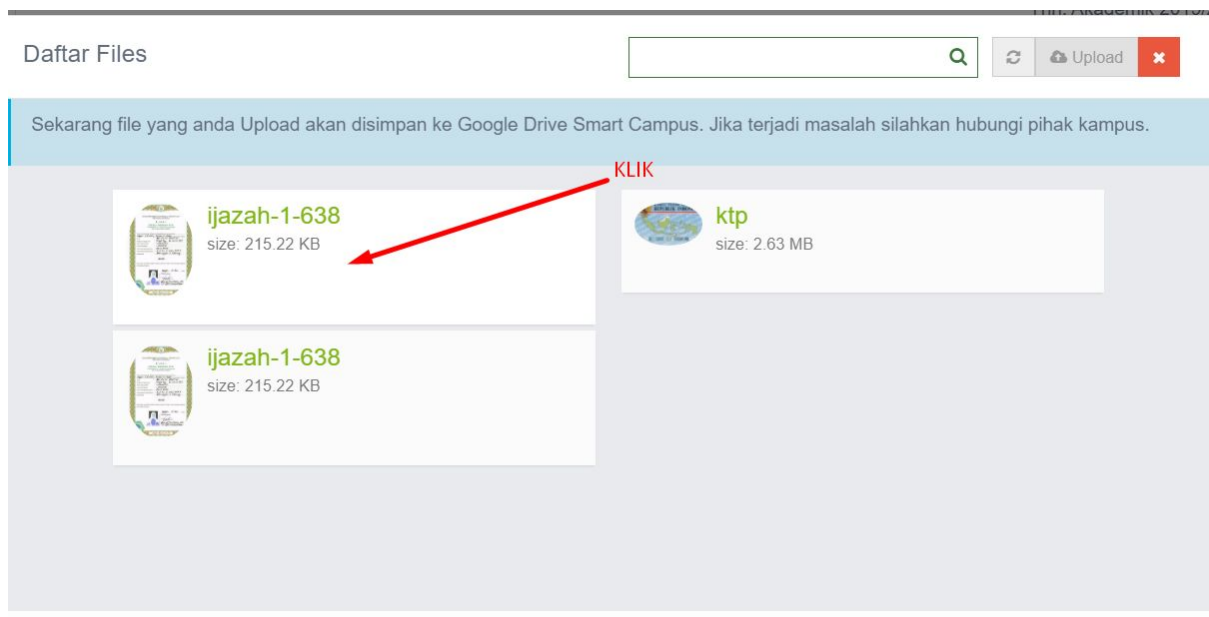 Daftar Files
Upload
Sekarang file yang anda Upload akan disimpan ke Google Drive Smart Campus. Jika terjadi masalah silahkan hubungi pihak kampus.
KLIK
ijazah-1-638
size: 215.22 KB
ktp
size: 2.63 MB
ijazah-1-638
size: 215.22 KB